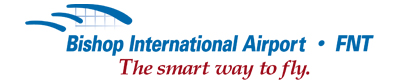 Bishop International Airport • FNT
The smart way to fly.